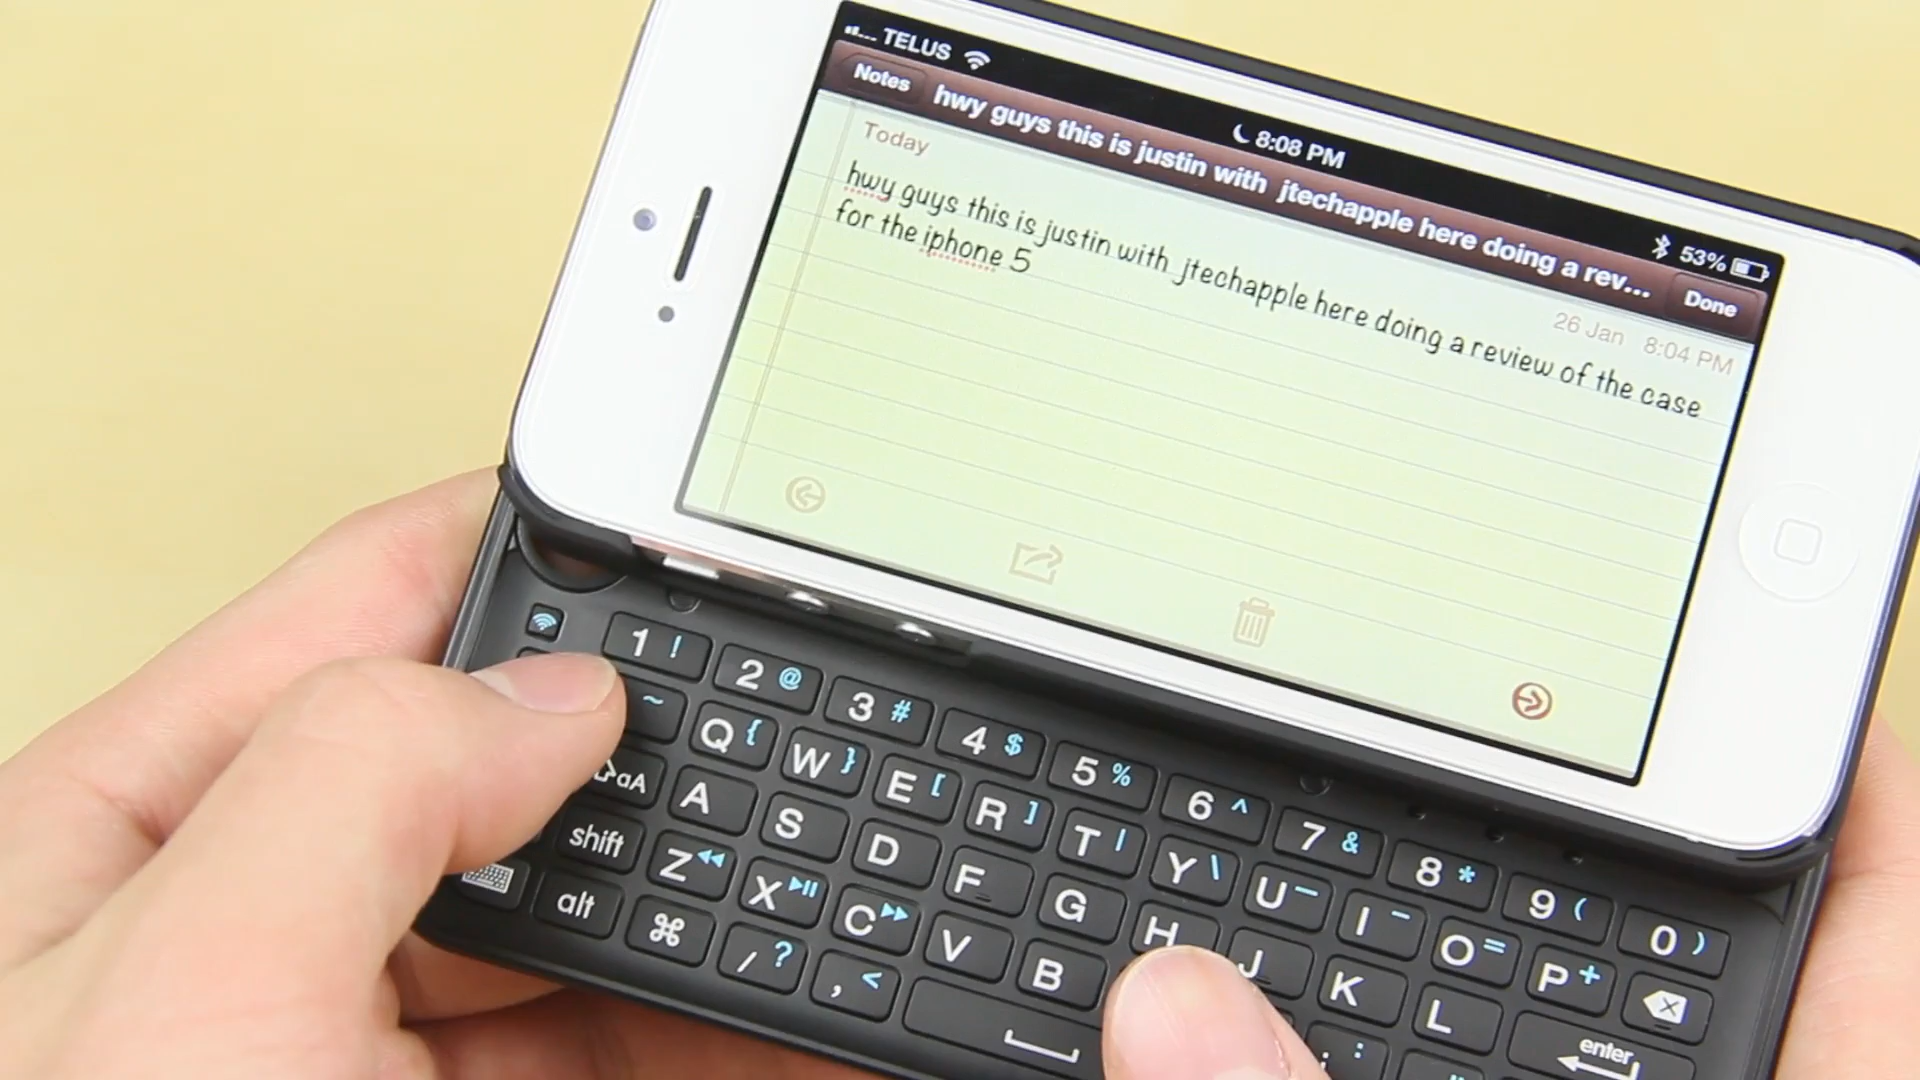 TELUS 8:08 PM 53%
Notes hwy guys this is justin with jtechapple here doing a rev... Done
Today 26 Jan 8:04 PM
hwy guys this is justin with jtechapple here doing a review of the case
for the iphone 5
1 ! 2 @ 3 # 4 $ 5 % 6 ^ 7 & 8 * 9 ( 0 )
~ Q { W } E [ R ] T | Y \ U _ I - O = P +
aA A S D F G H J K L
shift Z X C V B : enter
alt ⌘ / ? , <